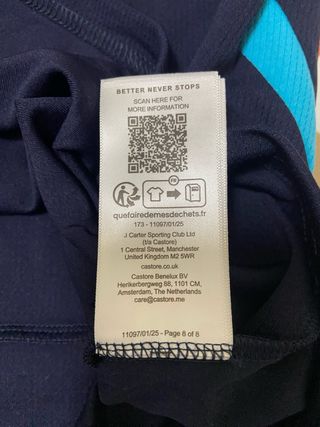 BETTER NEVER STOPS
SCAN HERE FOR
MORE INFORMATION
FR
quefairedemesdechets.fr
173 - 11097/01/25
J Carter Sporting Club Ltd
(t/a Castore)
1 Central Street, Manchester
United Kingdom M2 5WR
castore.co.uk
Castore Benelux BV
Herikerbergweg 88, 1101 CM,
Amsterdam, The Netherlands
care@castore.me
11097/01/25 - Page 8 of 8